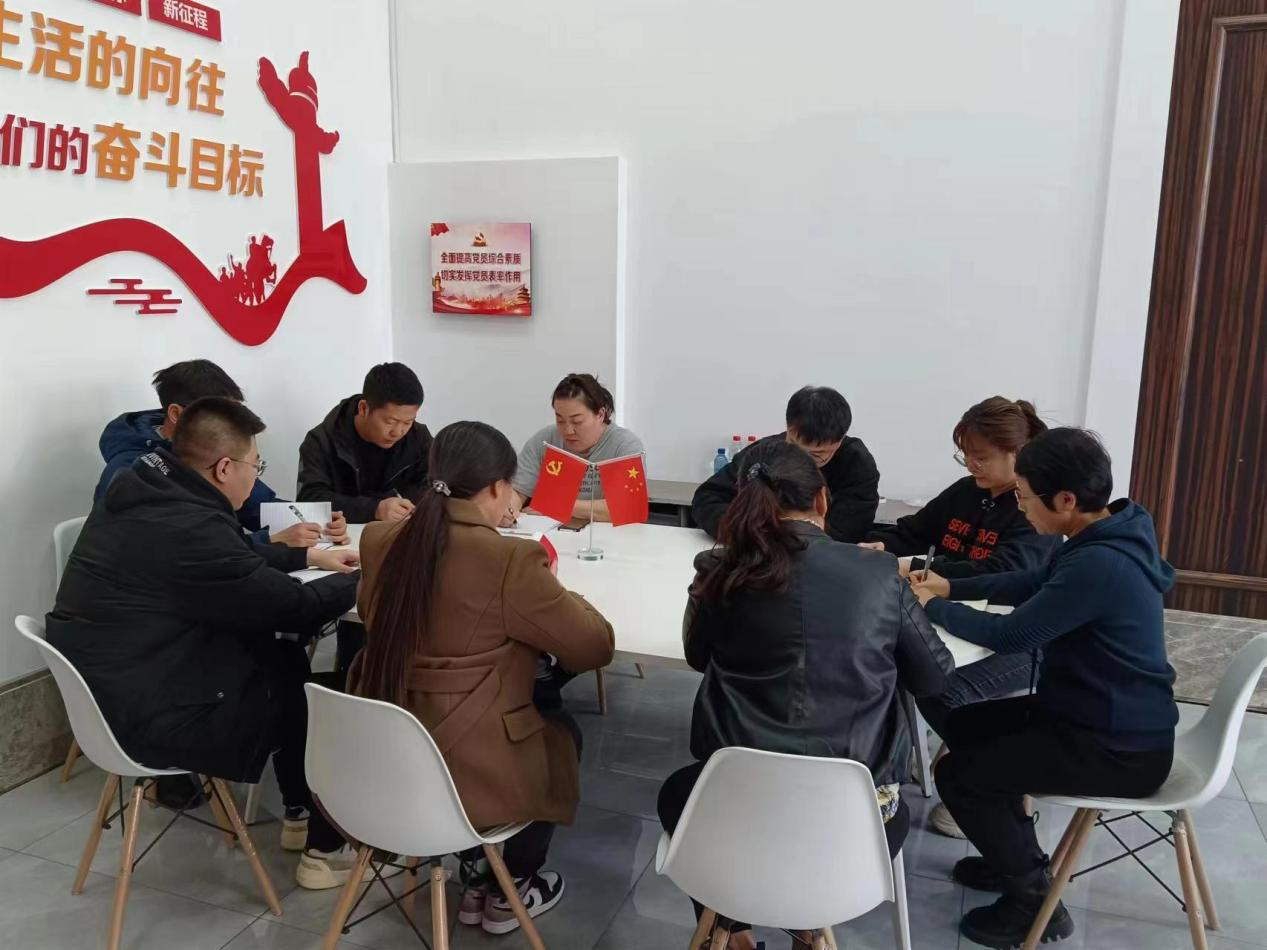 新征程
生活的向往
们的奋斗目标
全面提高党员综合素质
切实发挥党员表率作用